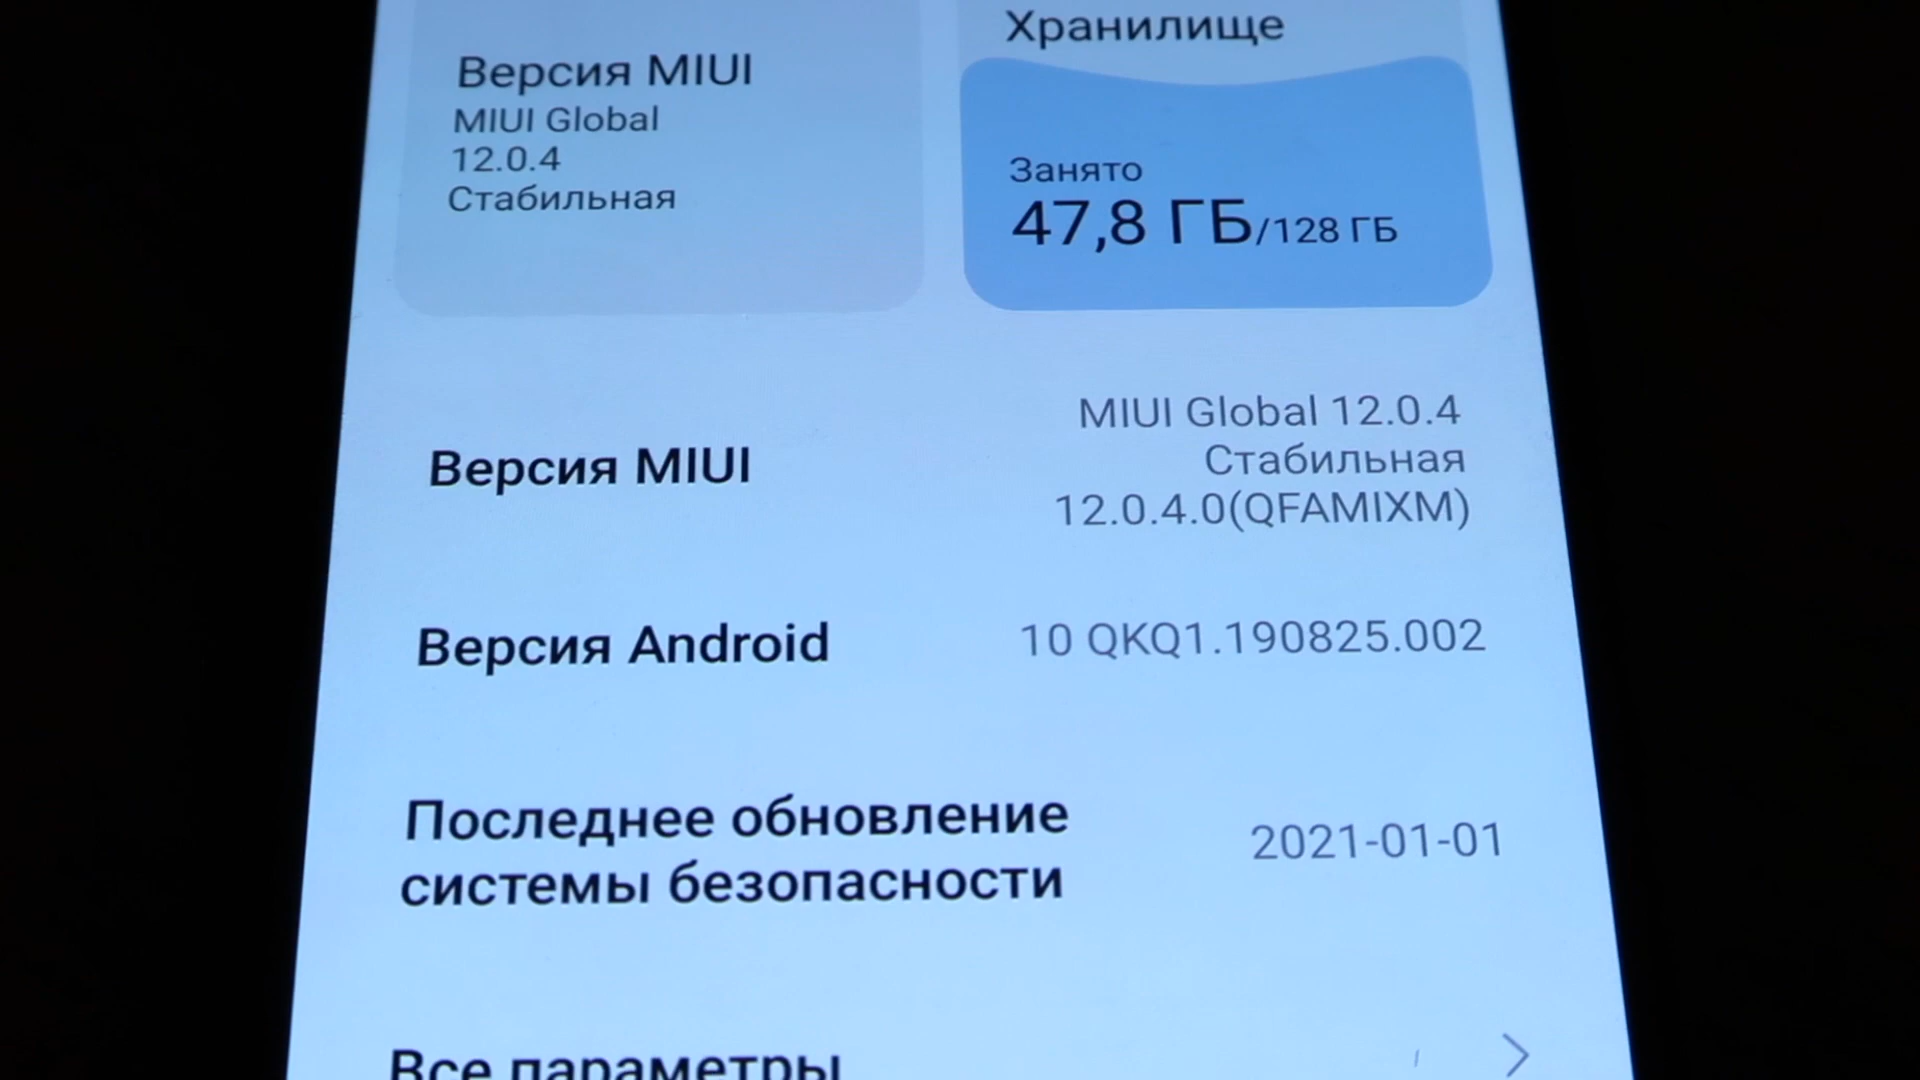 Версия MIUI
MIUI Global
12.0.4
Стабильная
Хранилище
Занято
47,8 ГБ/128 ГБ
Версия MIUI
MIUI Global 12.0.4
Стабильная
12.0.4.0(QFAMIXM)
Версия Android
10 QKQ1.190825.002
Последнее обновление
системы безопасности
2021-01-01
Все параметры